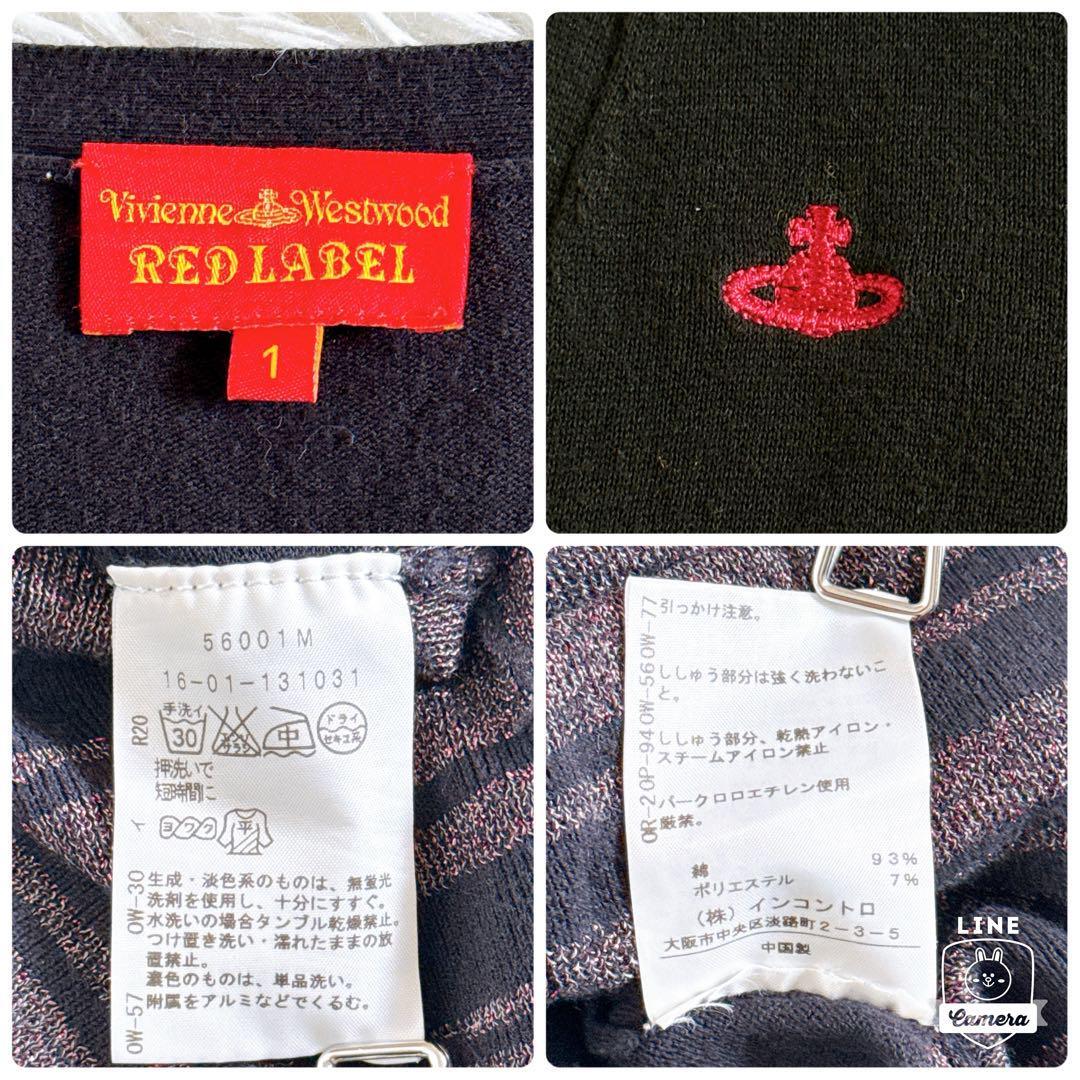 Vivienne Westwood
RED LABEL
1
56001M
16-01-131031
R20
手洗イ
30
エンソ
サラシ
中
ドライ
セキユ系
押洗いで
短時間に
イ
ヨワク
平
OW-30
OW-57
生成・淡色系のものは、無蛍光
洗剤を使用し、十分にすすぐ。
水洗いの場合タンブル乾燥禁止。
つけ置き洗い・濡れたままの放
置禁止。
濃色のものは、単品洗い。
附属をアルミなどでくるむ。
OR-20P-940W-560W-77
引っかけ注意。
ししゅう部分は強く洗わないこ
と。
ししゅう部分、乾熱アイロン・
スチームアイロン禁止
パークロロエチレン使用
厳禁。
綿 93%
ポリエステル 7%
(株)インコントロ
大阪市中央区淡路町2-3-5
中国製
LINE
Camera